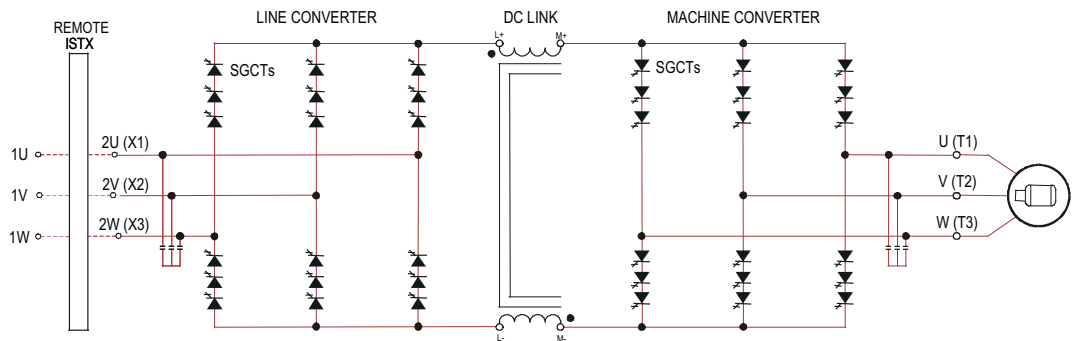 REMOTE
ISTX
LINE CONVERTER
DC LINK
MACHINE CONVERTER
L+
M+
SGCTs
SGCTs
1U
2U (X1)
U (T1)
1V
2V (X2)
V (T2)
1W
2W (X3)
W (T3)
L-
M-